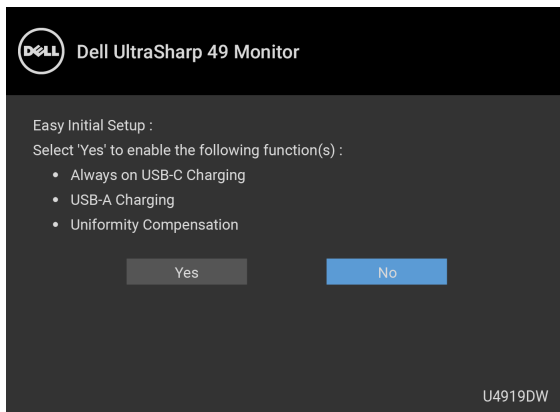 DELL
Dell UltraSharp 49 Monitor
Easy Initial Setup :
Select 'Yes' to enable the following function(s) :
• Always on USB-C Charging
• USB-A Charging
• Uniformity Compensation
Yes
No
U4919DW